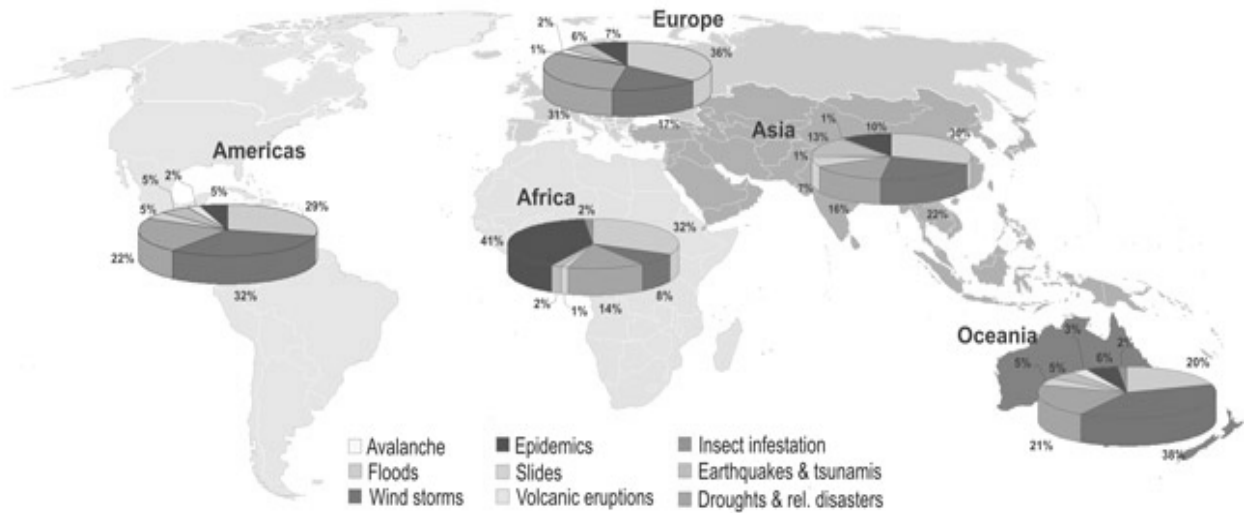 Europe
2%
6%
7%
36%
1%
31%
17%
Asia
1%
10%
30%
13%
1%
7%
16%
22%
Americas
5%
2%
5%
29%
5%
22%
32%
Africa
2%
32%
41%
8%
2%
1%
14%
Oceania
3%
2%
5%
5%
6%
20%
21%
38%
Avalanche
Floods
Wind storms
Epidemics
Slides
Volcanic eruptions
Insect infestation
Earthquakes & tsunamis
Droughts & rel. disasters